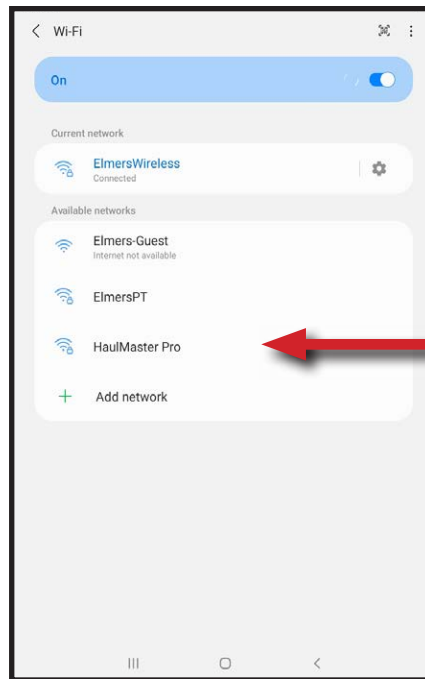 Wi-Fi
On
Current network
ElmersWireless
Connected
Available networks
Elmers-Guest
Internet not available
ElmersPT
HaulMaster Pro
Add network